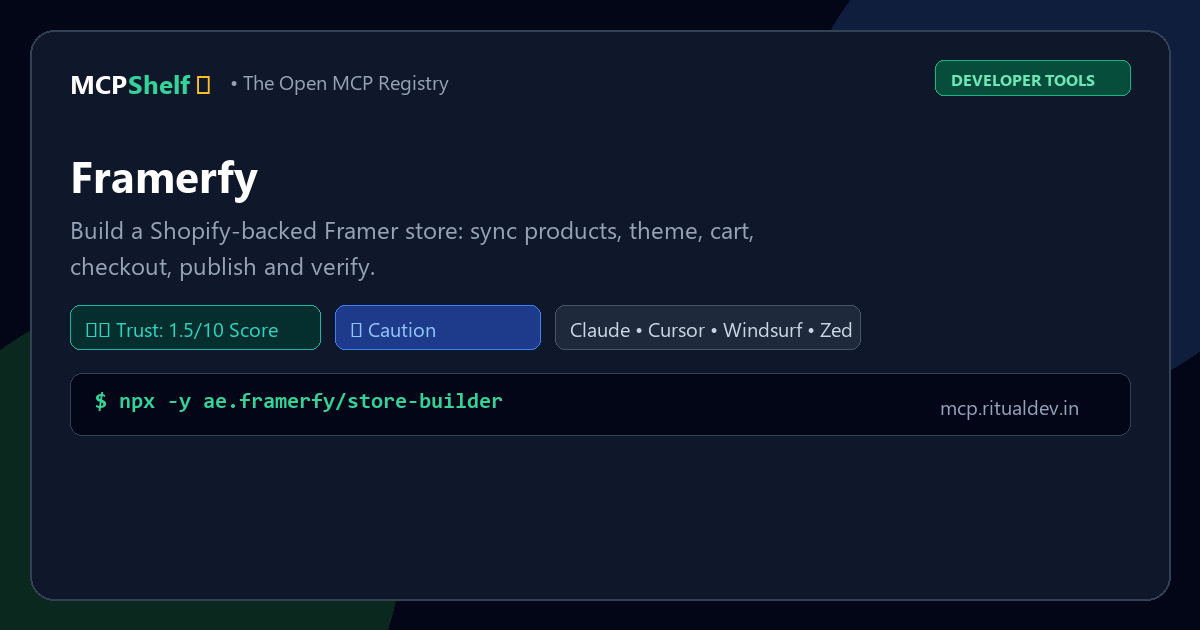 MCPShelf • The Open MCP Registry
DEVELOPER TOOLS
Framerfy
Build a Shopify-backed Framer store: sync products, theme, cart,
checkout, publish and verify.
Trust: 1.5/10 Score
Caution
Claude • Cursor • Windsurf • Zed
$ npx -y ae.framerfy/store-builder
mcp.ritualdev.in